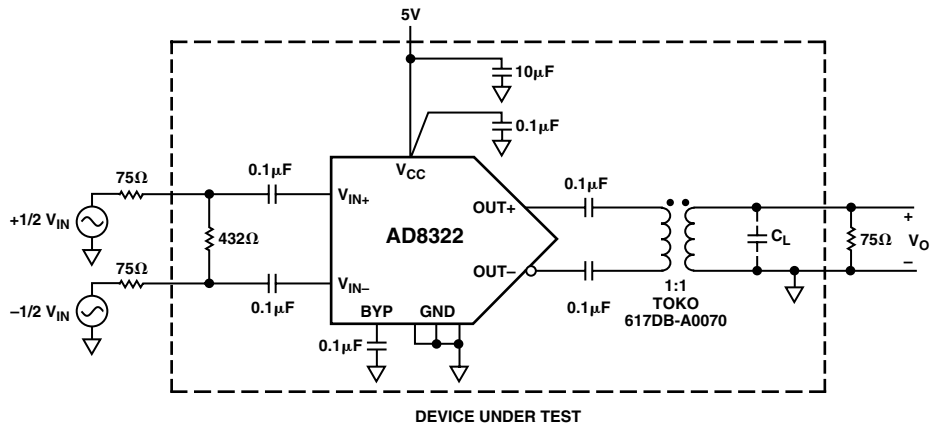 5V
10μF
0.1μF
VCC
75Ω
0.1μF
VIN+
+1/2 VIN
432Ω
AD8322
OUT+
0.1μF
CL
75Ω
+
VO
–
75Ω
–1/2 VIN
0.1μF
VIN–
OUT–
0.1μF
1:1
TOKO
617DB-A0070
BYP
GND
0.1μF
DEVICE UNDER TEST